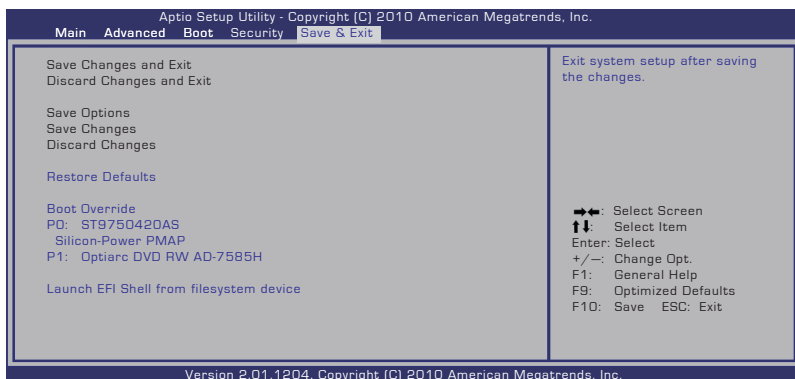 Aptio Setup Utility - Copyright (C) 2010 American Megatrends, Inc.
Main Advanced Boot Security Save & Exit
Save Changes and Exit
Discard Changes and Exit
Save Options
Save Changes
Discard Changes
Restore Defaults
Boot Override
P0: ST9750420AS
Silicon-Power PMAP
P1: Optiarc DVD RW AD-7585H
Launch EFI Shell from filesystem device
Exit system setup after saving
the changes.
→←: Select Screen
↑↓: Select Item
Enter: Select
+/—: Change Opt.
F1: General Help
F9: Optimized Defaults
F10: Save ESC: Exit
Version 2.01.1204. Copyright (C) 2010 American Megatrends, Inc.